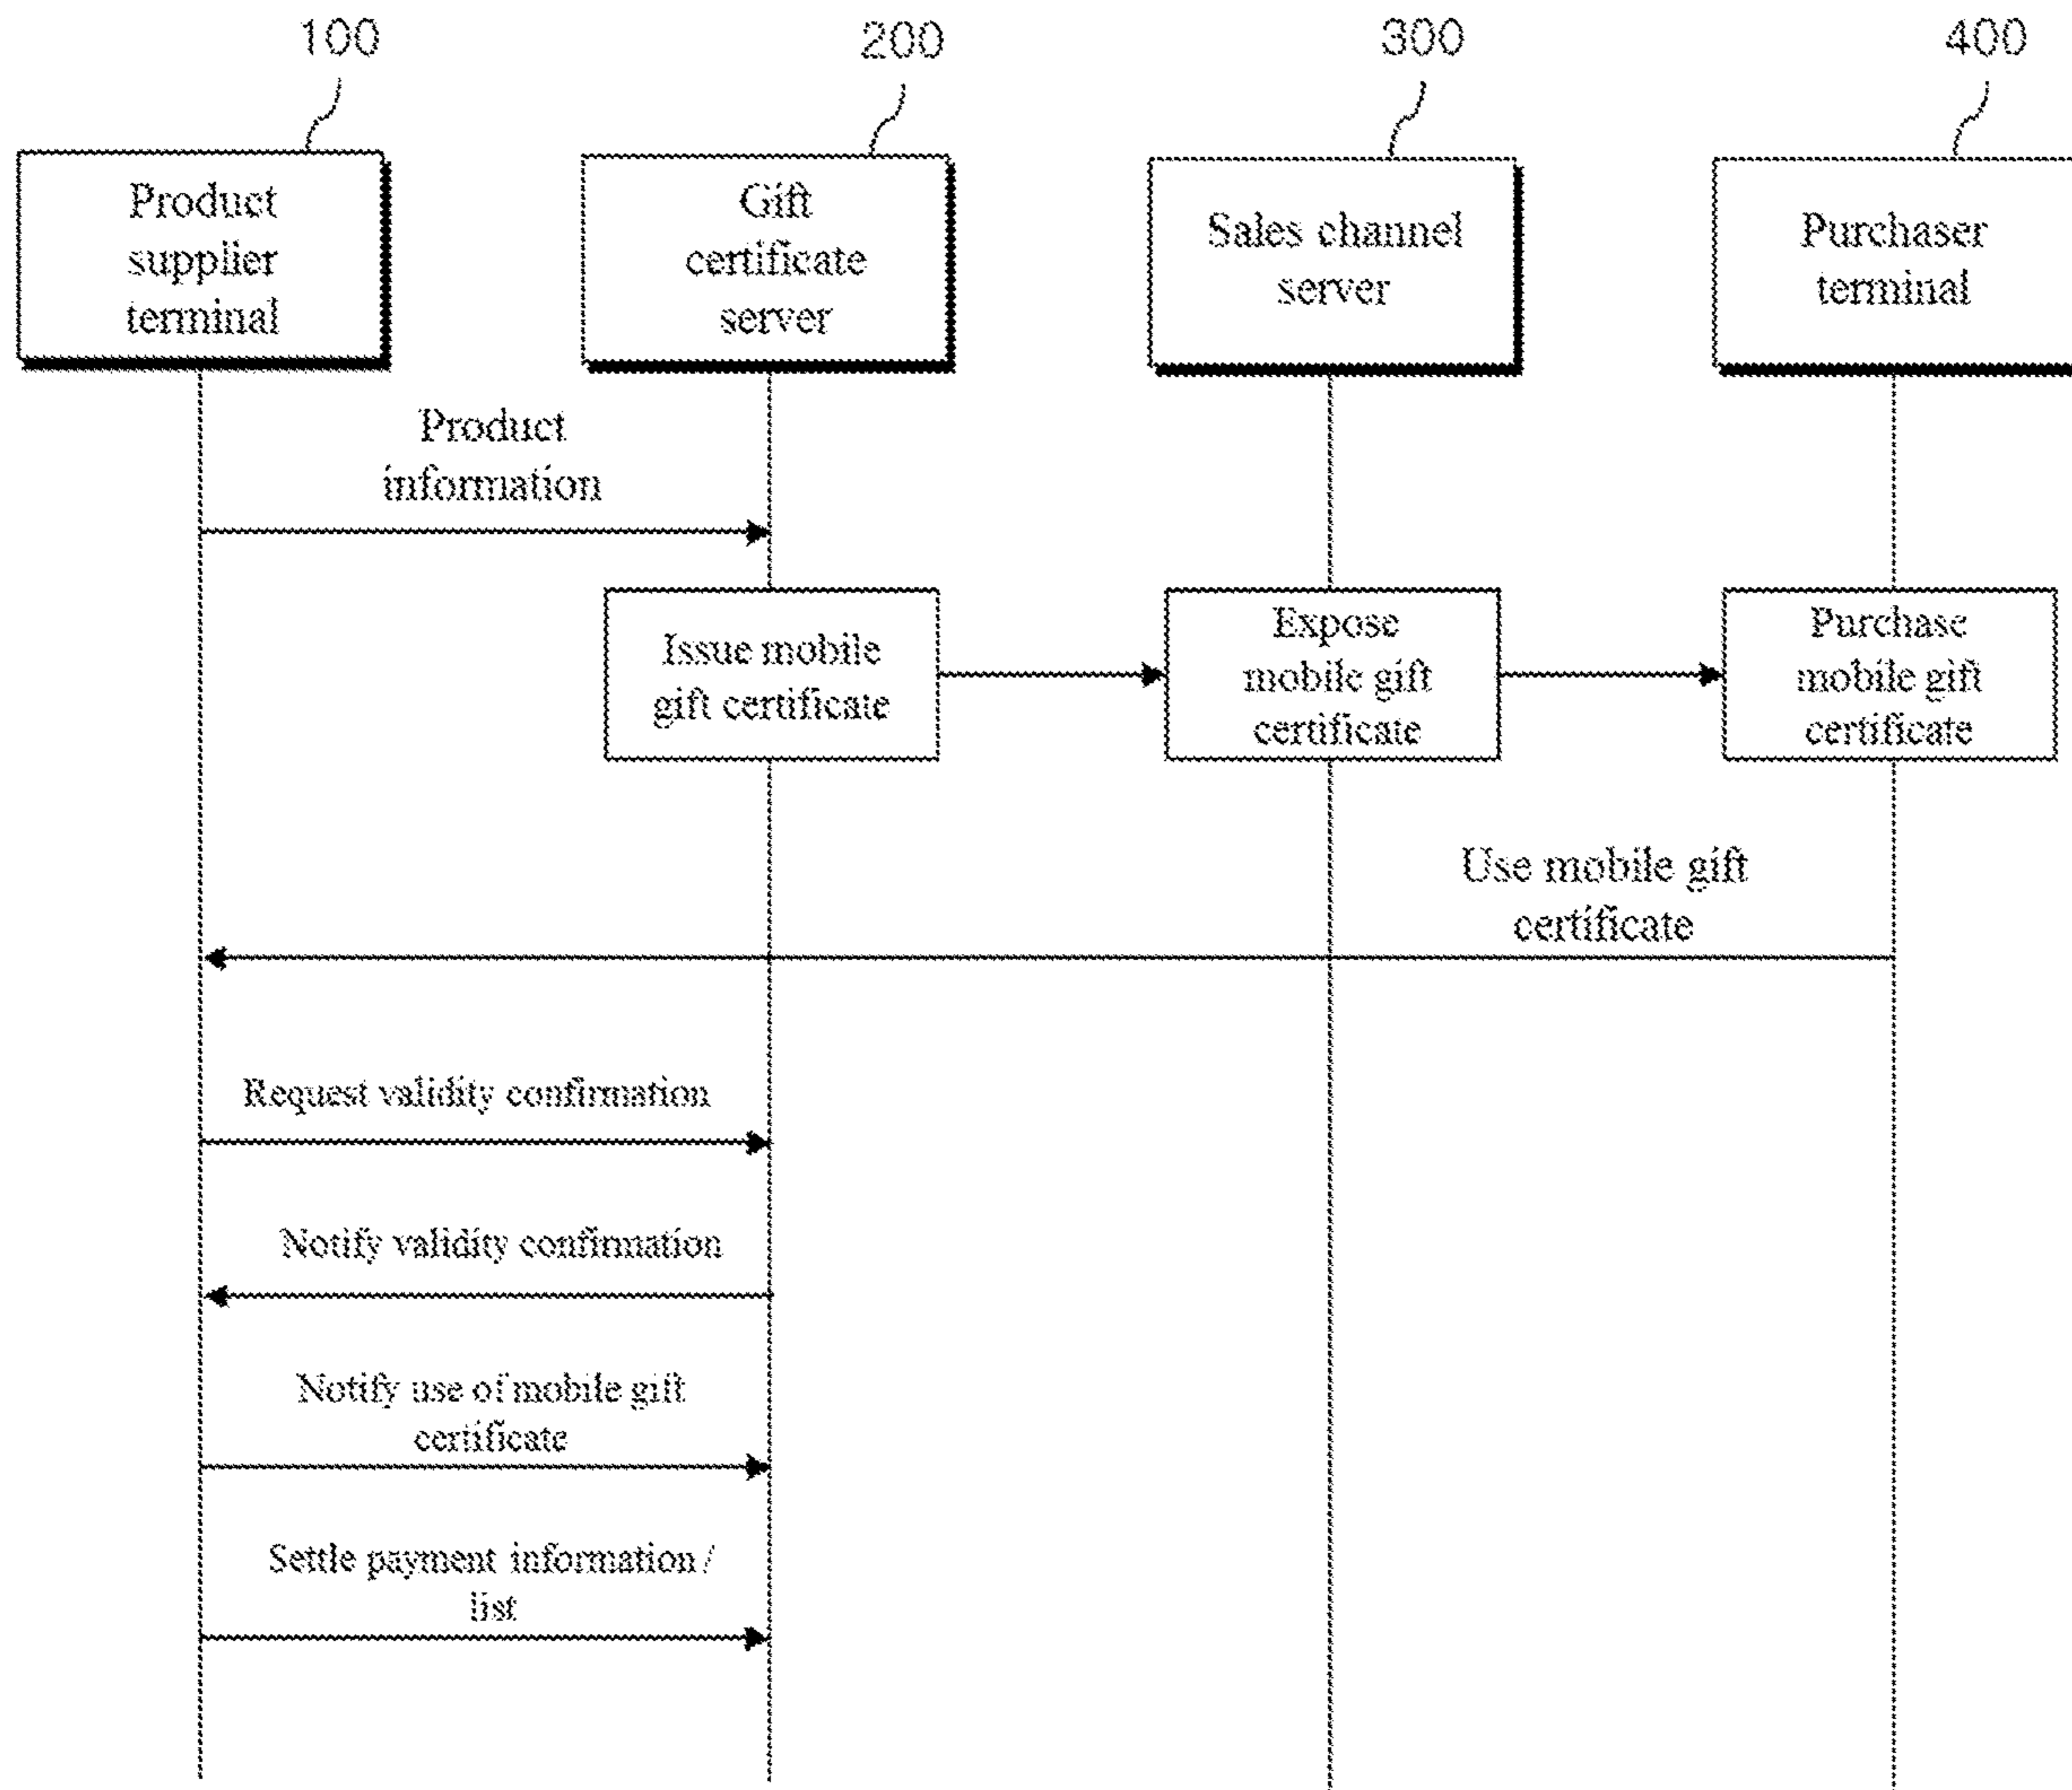 100
200
300
400
Product
supplier
terminal
Gift
certificate
server
Sales channel
server
Purchaser
terminal
Product
information
Issue mobile
gift certificate
Expose
mobile gift
certificate
Purchase
mobile gift
certificate
Use mobile gift
certificate
Request validity confirmation
Notify validity confirmation
Notify use of mobile gift
certificate
Settle payment information /
list